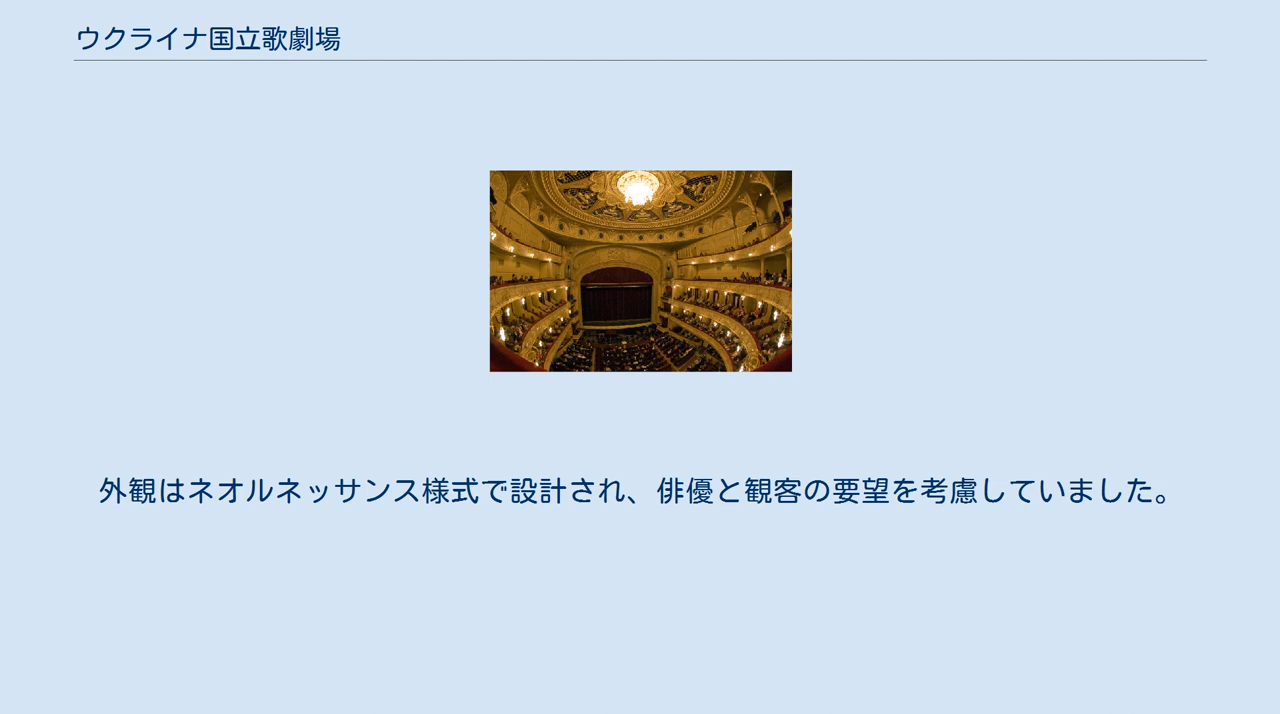 ウクライナ国立歌劇場
外観はネオルネッサンス様式で設計され、俳優と観客の要望を考慮していました。